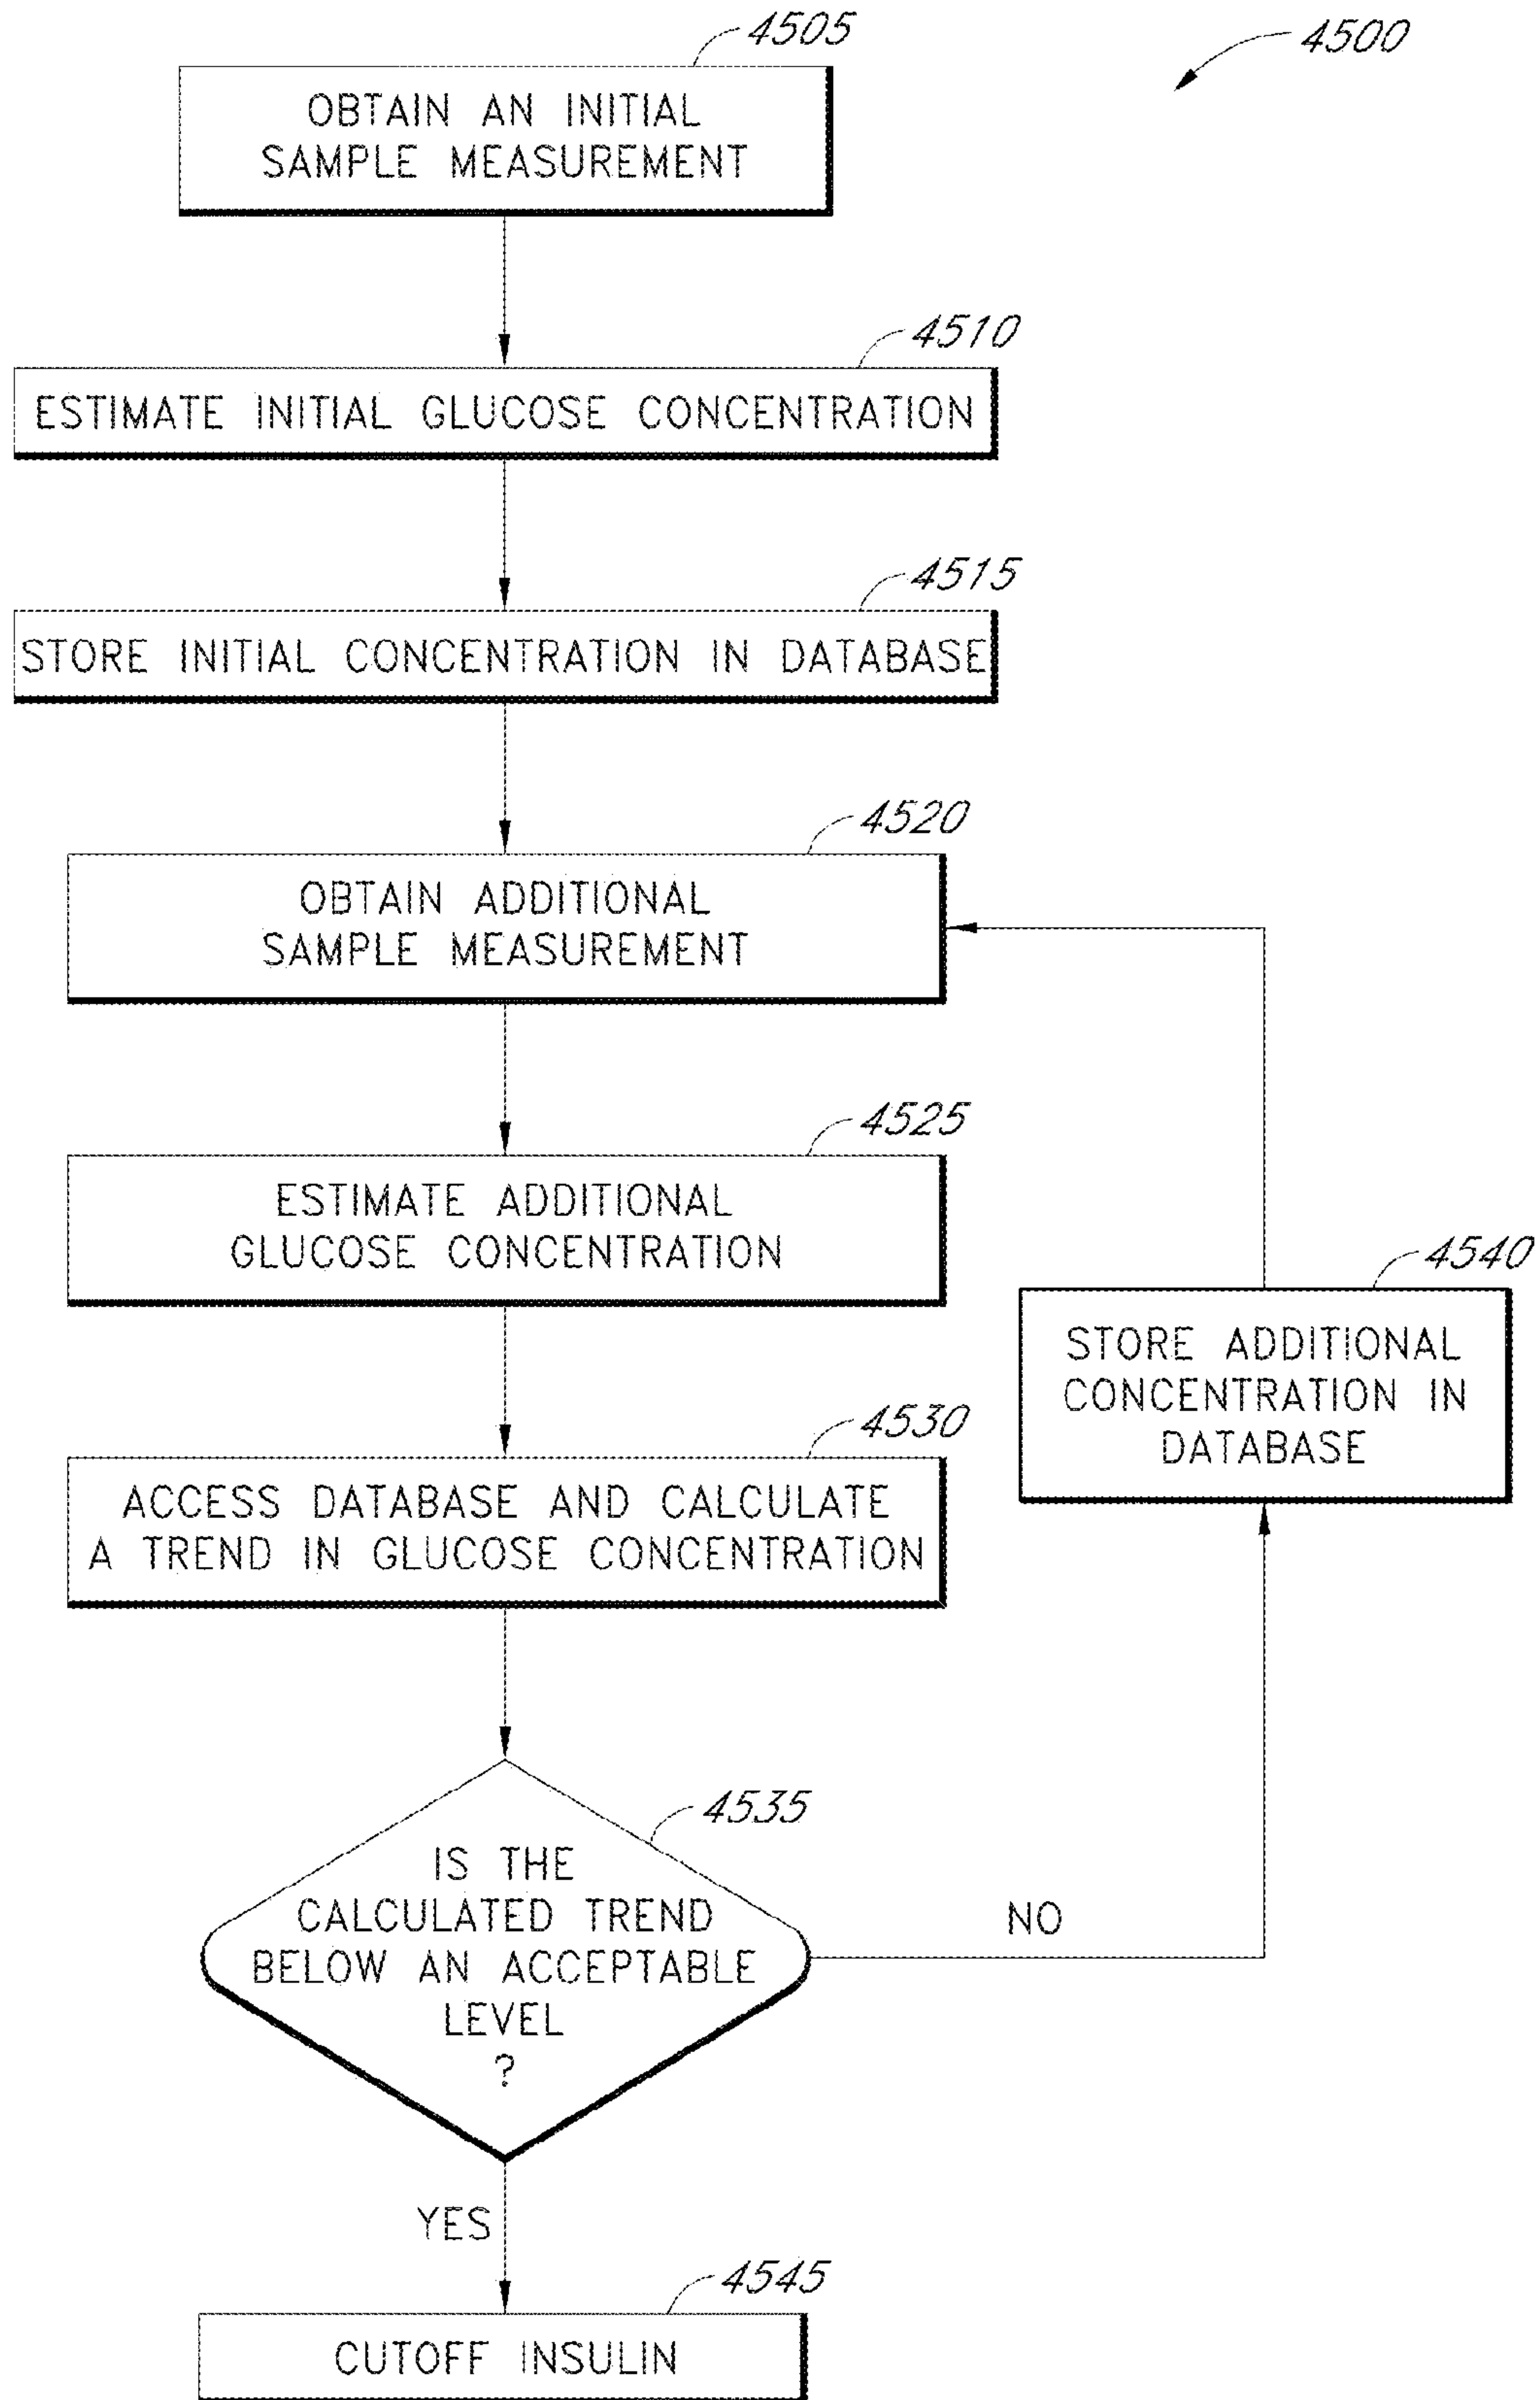 4500
4505
OBTAIN AN INITIAL
SAMPLE MEASUREMENT
4510
ESTIMATE INITIAL GLUCOSE CONCENTRATION
4515
STORE INITIAL CONCENTRATION IN DATABASE
4520
OBTAIN ADDITIONAL
SAMPLE MEASUREMENT
4525
ESTIMATE ADDITIONAL
GLUCOSE CONCENTRATION
4530
ACCESS DATABASE AND CALCULATE
A TREND IN GLUCOSE CONCENTRATION
4535
IS THE
CALCULATED TREND
BELOW AN ACCEPTABLE
LEVEL
?
NO
4540
STORE ADDITIONAL
CONCENTRATION IN
DATABASE
YES
4545
CUTOFF INSULIN